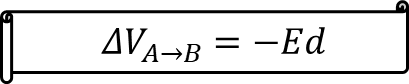 ΔV_{A→B} = −Ed